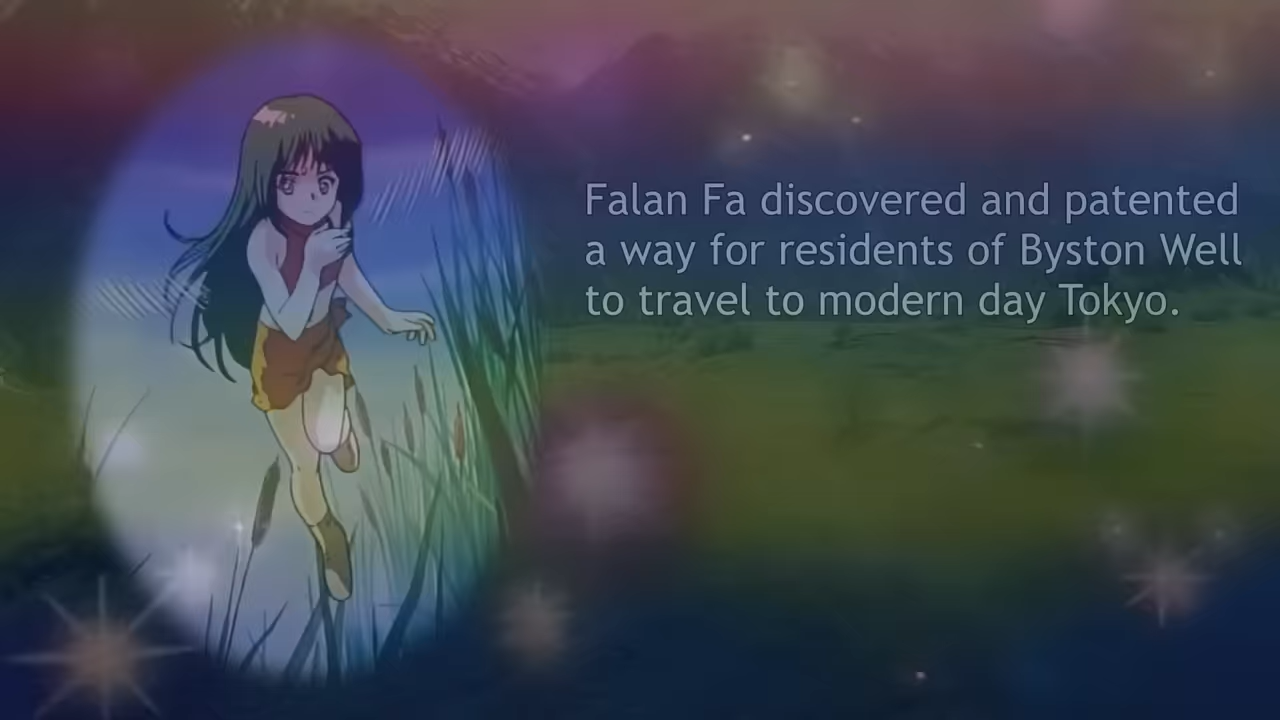 Falan Fa discovered and patented
a way for residents of Byston Well
to travel to modern day Tokyo.